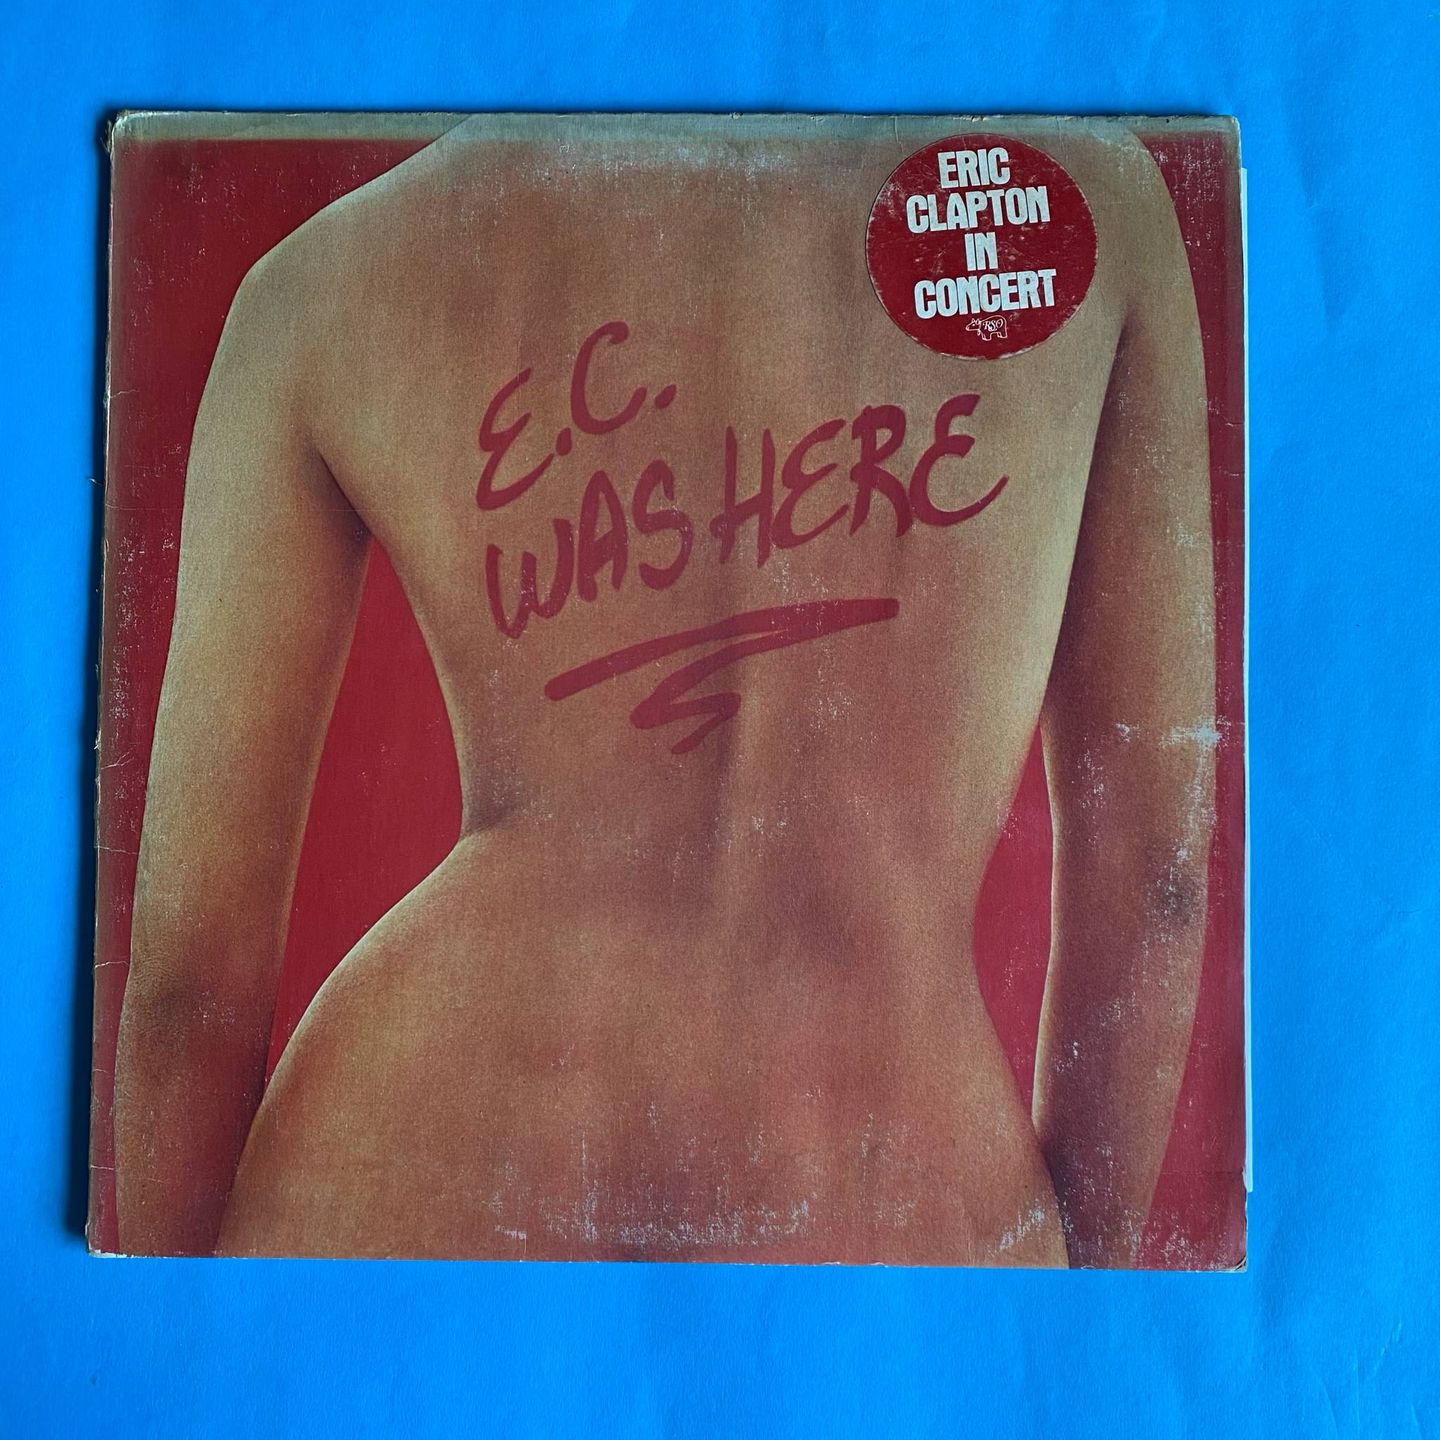 ERIC
CLAPTON
IN
CONCERT
RSO
E.C.
WAS HERE